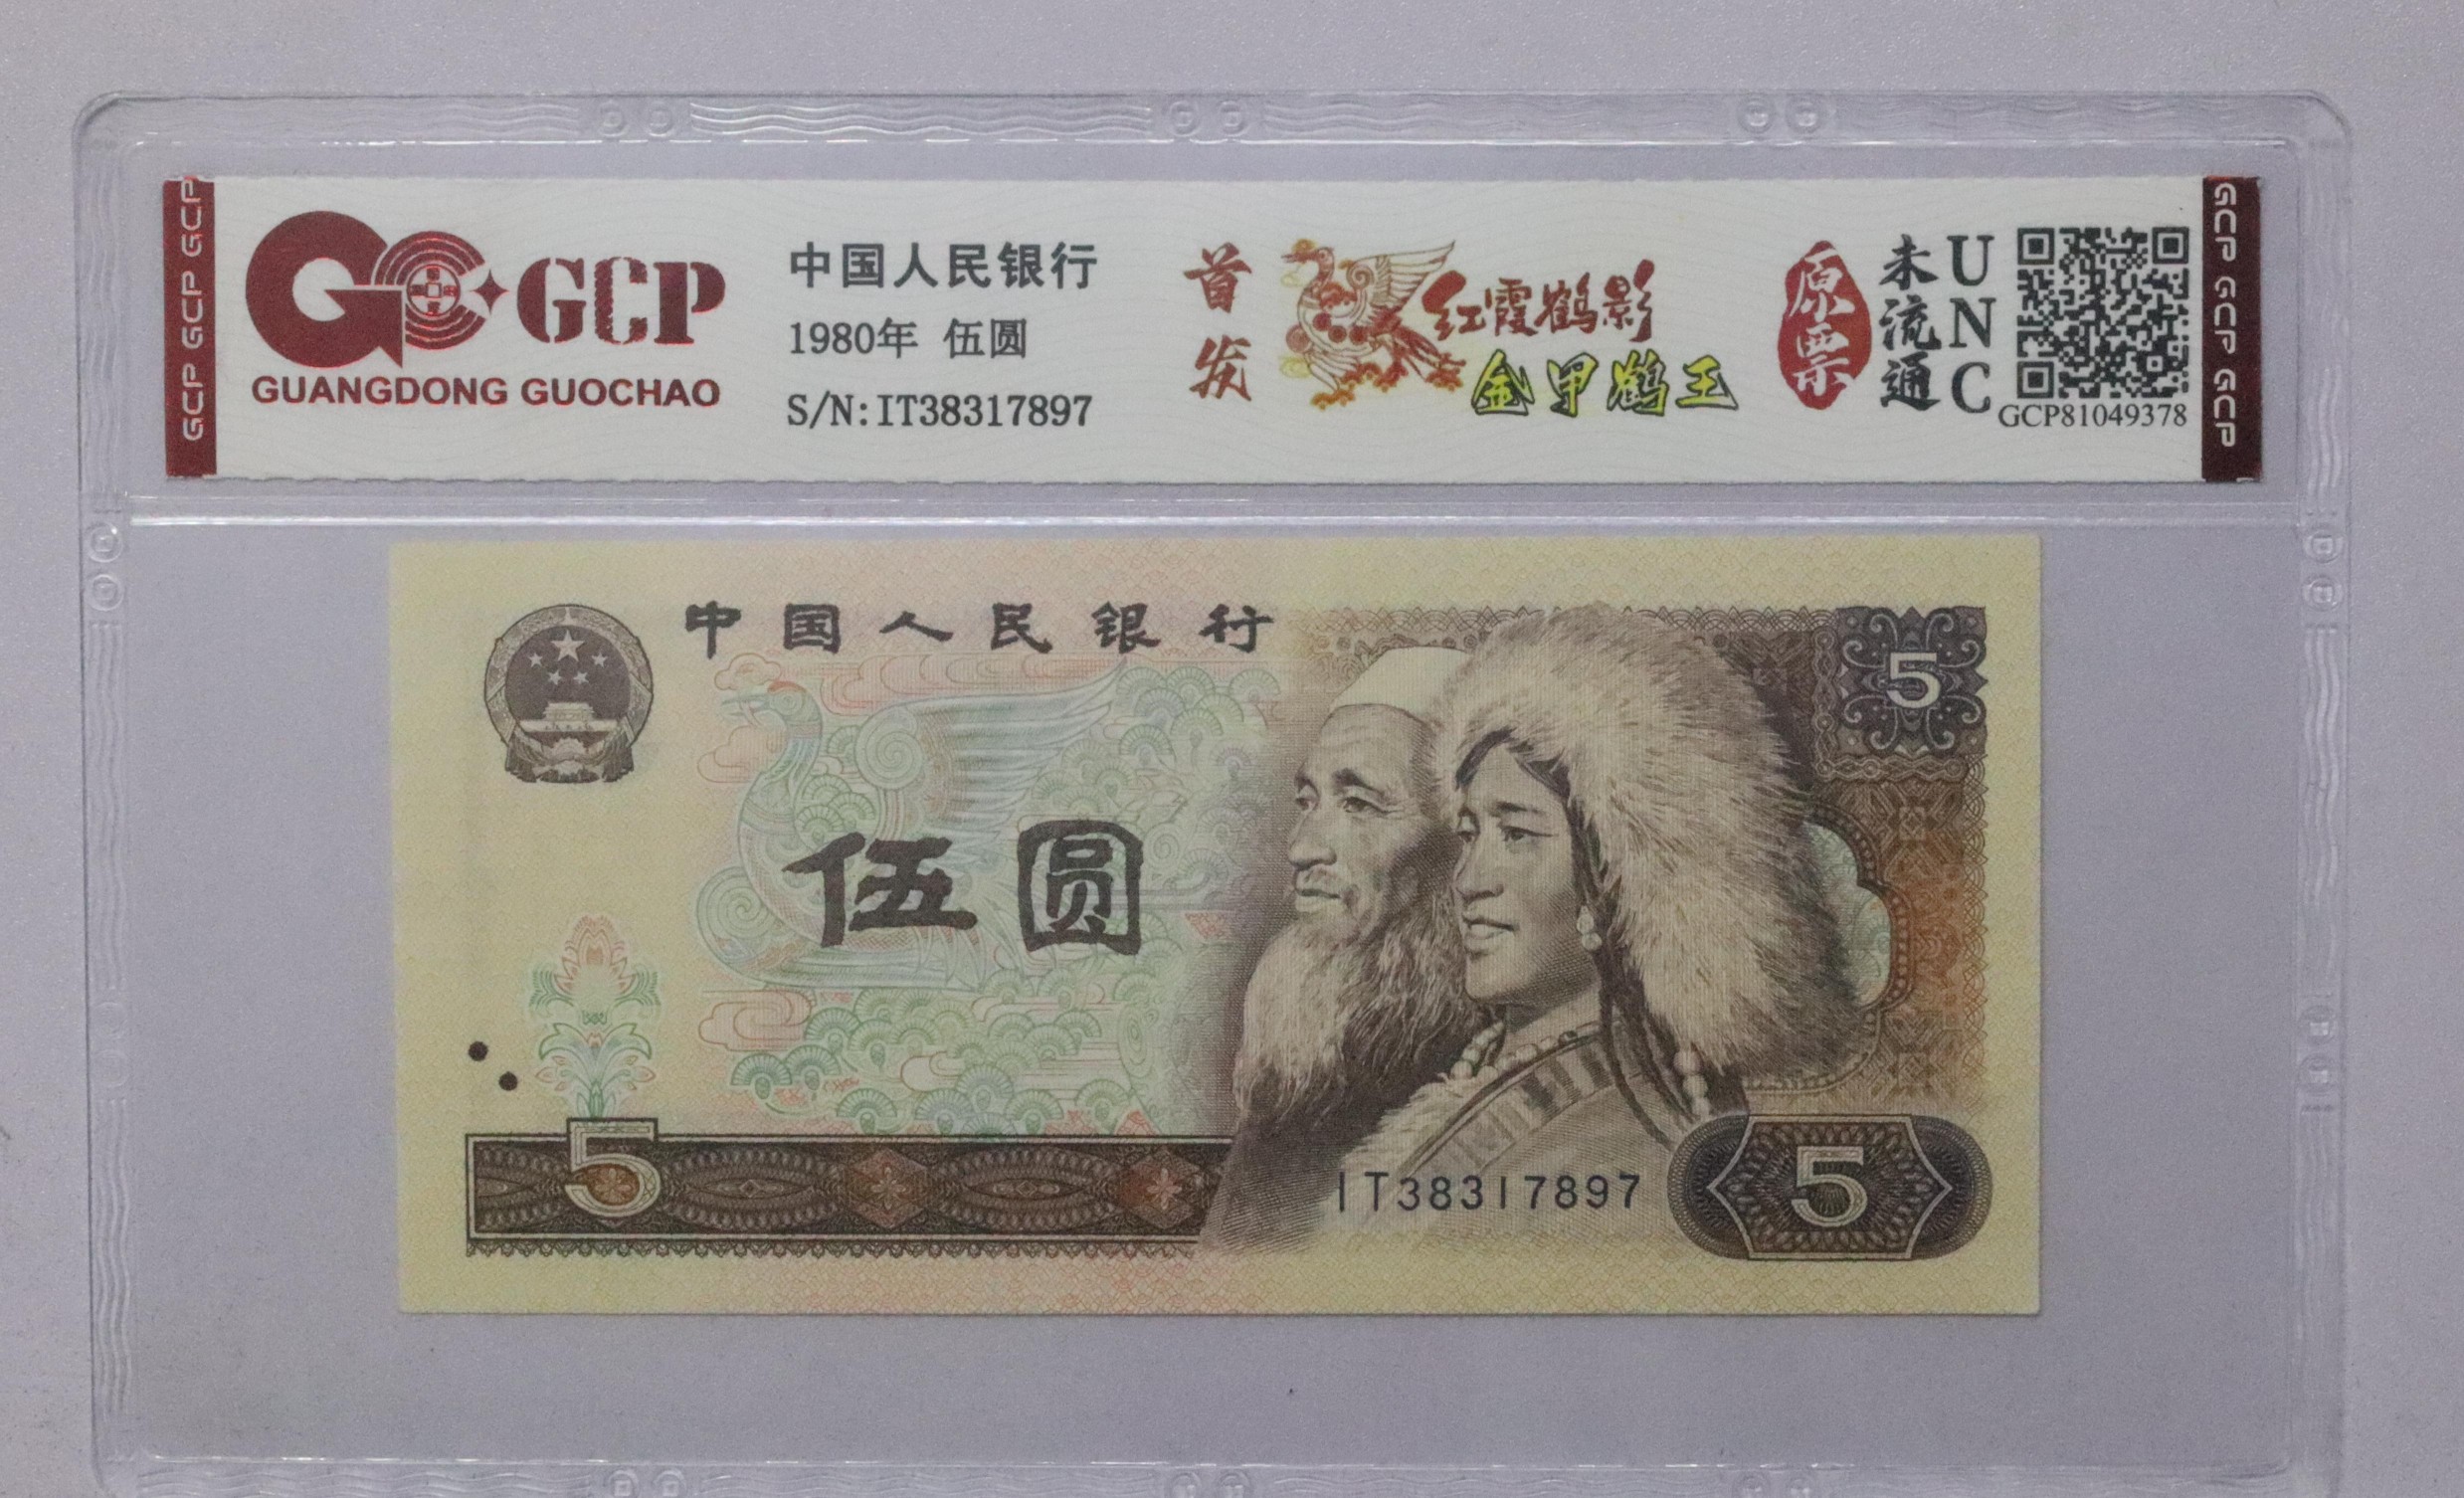 GCP GCP GCP
GCP
GUANGDONG GUOCHAO
中国人民银行
1980年 伍圆
S/N:IT38317897
首发
红霞鹤影
金甲鹤王
原票
未流通
UNC
GCP81049378
GCP GCP GCP
中国人民银行
5
伍圆
5
IT38317897
5